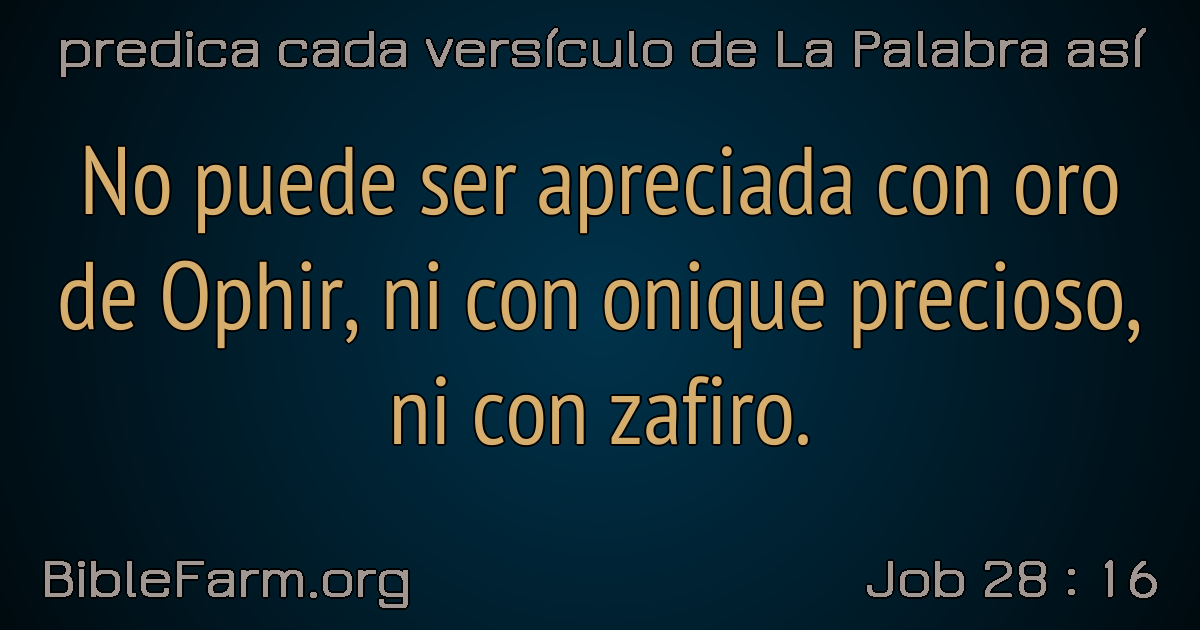 predica cada versículo de La Palabra así
No puede ser apreciada con oro
de Ophir, ni con onique precioso,
ni con zafiro.
BibleFarm.org
Job 28 : 16